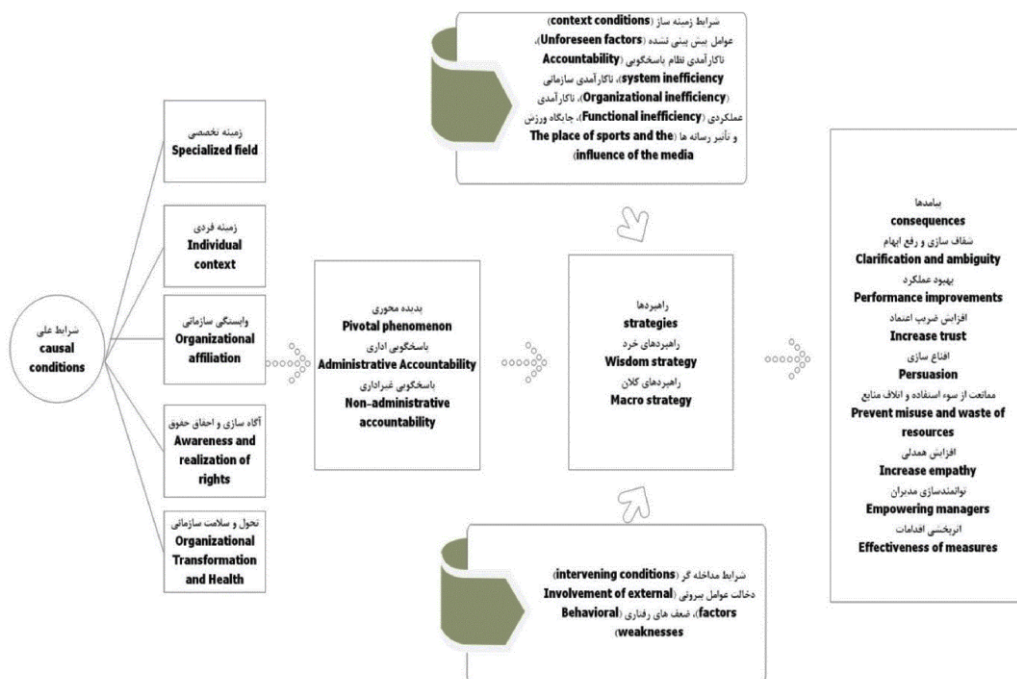 شرایط علی
causal
conditions
زمینه تخصصی
Specialized field
زمینه فردی
Individual
context
وابستگی سازمانی
Organizational
affiliation
آگاه سازی و احقاق حقوق
Awareness and
realization of
rights
تحول و سلامت سازمانی
Organizational
Transformation
and Health
پدیده محوری
Pivotal phenomenon
پاسخگویی اداری
Administrative Accountability
پاسخگویی غیراداری
Non-administrative
accountability
شرایط زمینه ساز (context conditions)
عوامل پیش بینی نشده (Unforeseen factors)،
ناکارآمدی نظام پاسخگویی (Accountability
system inefficiency)، ناکارآمدی سازمانی
(Organizational inefficiency)، ناکارآمدی
عملکردی (Functional inefficiency)، جایگاه ورزش
و تأثیر رسانه ها (The place of sports and the
influence of the media)
راهبردها
strategies
راهبردهای خرد
Wisdom strategy
راهبردهای کلان
Macro strategy
شرایط مداخله گر (intervening conditions)
دخالت عوامل بیرونی (Involvement of external
factors)، ضعف های رفتاری (Behavioral
weaknesses)
پیامدها
consequences
شفاف سازی و رفع ابهام
Clarification and ambiguity
بهبود عملکرد
Performance improvements
افزایش ضریب اعتماد
Increase trust
اقناع سازی
Persuasion
ممانعت از سوء استفاده و اتلاف منابع
Prevent misuse and waste of
resources
افزایش همدلی
Increase empathy
توانمندسازی مدیران
Empowering managers
اثربخشی اقدامات
Effectiveness of measures